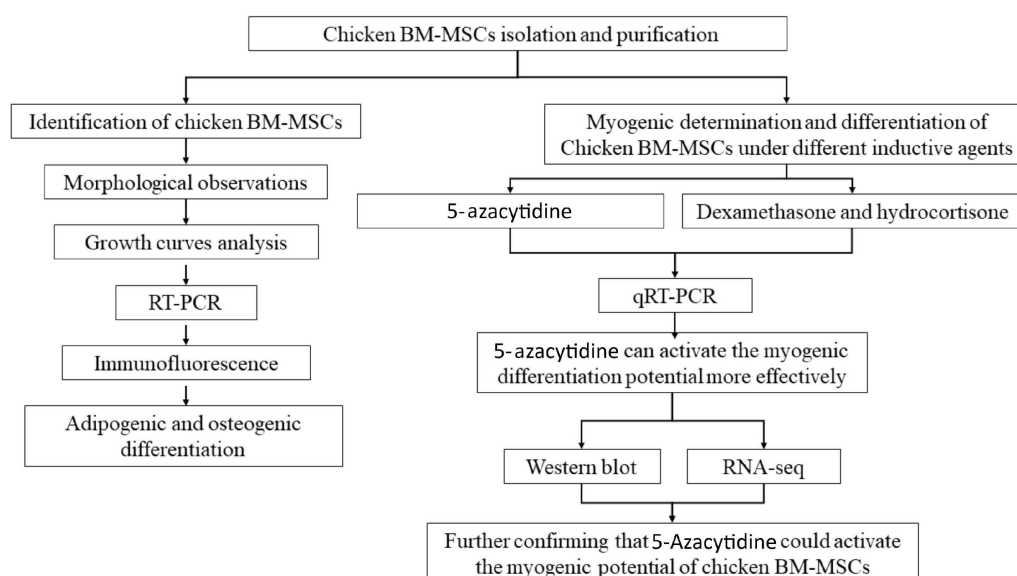 Chicken BM-MSCs isolation and purification
Identification of chicken BM-MSCs
Morphological observations
Growth curves analysis
RT-PCR
Immunofluorescence
Adipogenic and osteogenic
differentiation
Myogenic determination and differentiation of
Chicken BM-MSCs under different inductive agents
5-azacytidine
Dexamethasone and hydrocortisone
qRT-PCR
5-azacytidine can activate the myogenic
differentiation potential more effectively
Western blot
RNA-seq
Further confirming that 5-Azacytidine could activate
the myogenic potential of chicken BM-MSCs